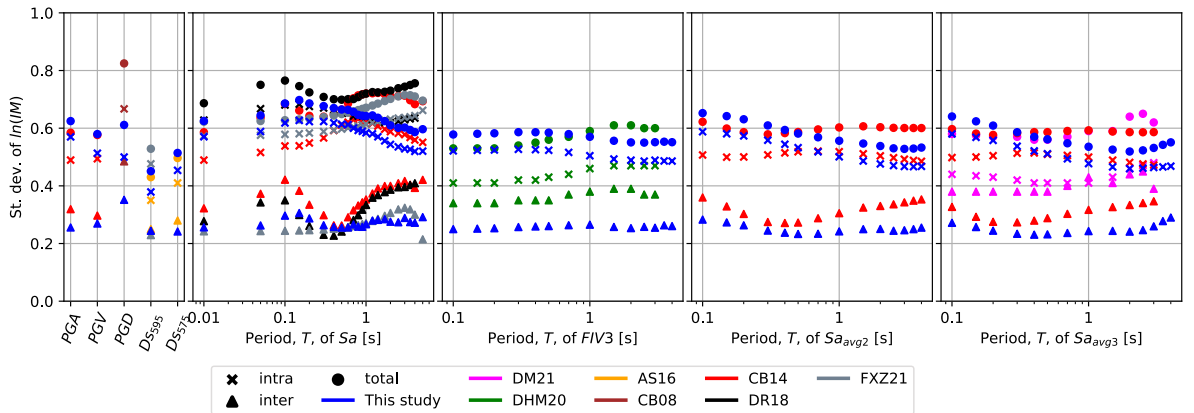 St. dev. of ln(IM)
1.0
0.8
0.6
0.4
0.2
0.0
PGA PGV PGD Ds595 Ds575
0.01 0.1 1
Period, T, of Sa [s]
0.1 1
Period, T, of FIV3 [s]
0.1 1
Period, T, of Saavg2 [s]
0.1 1
Period, T, of Saavg3 [s]
intra total DM21 AS16 CB14 FXZ21
inter This study DHM20 CB08 DR18